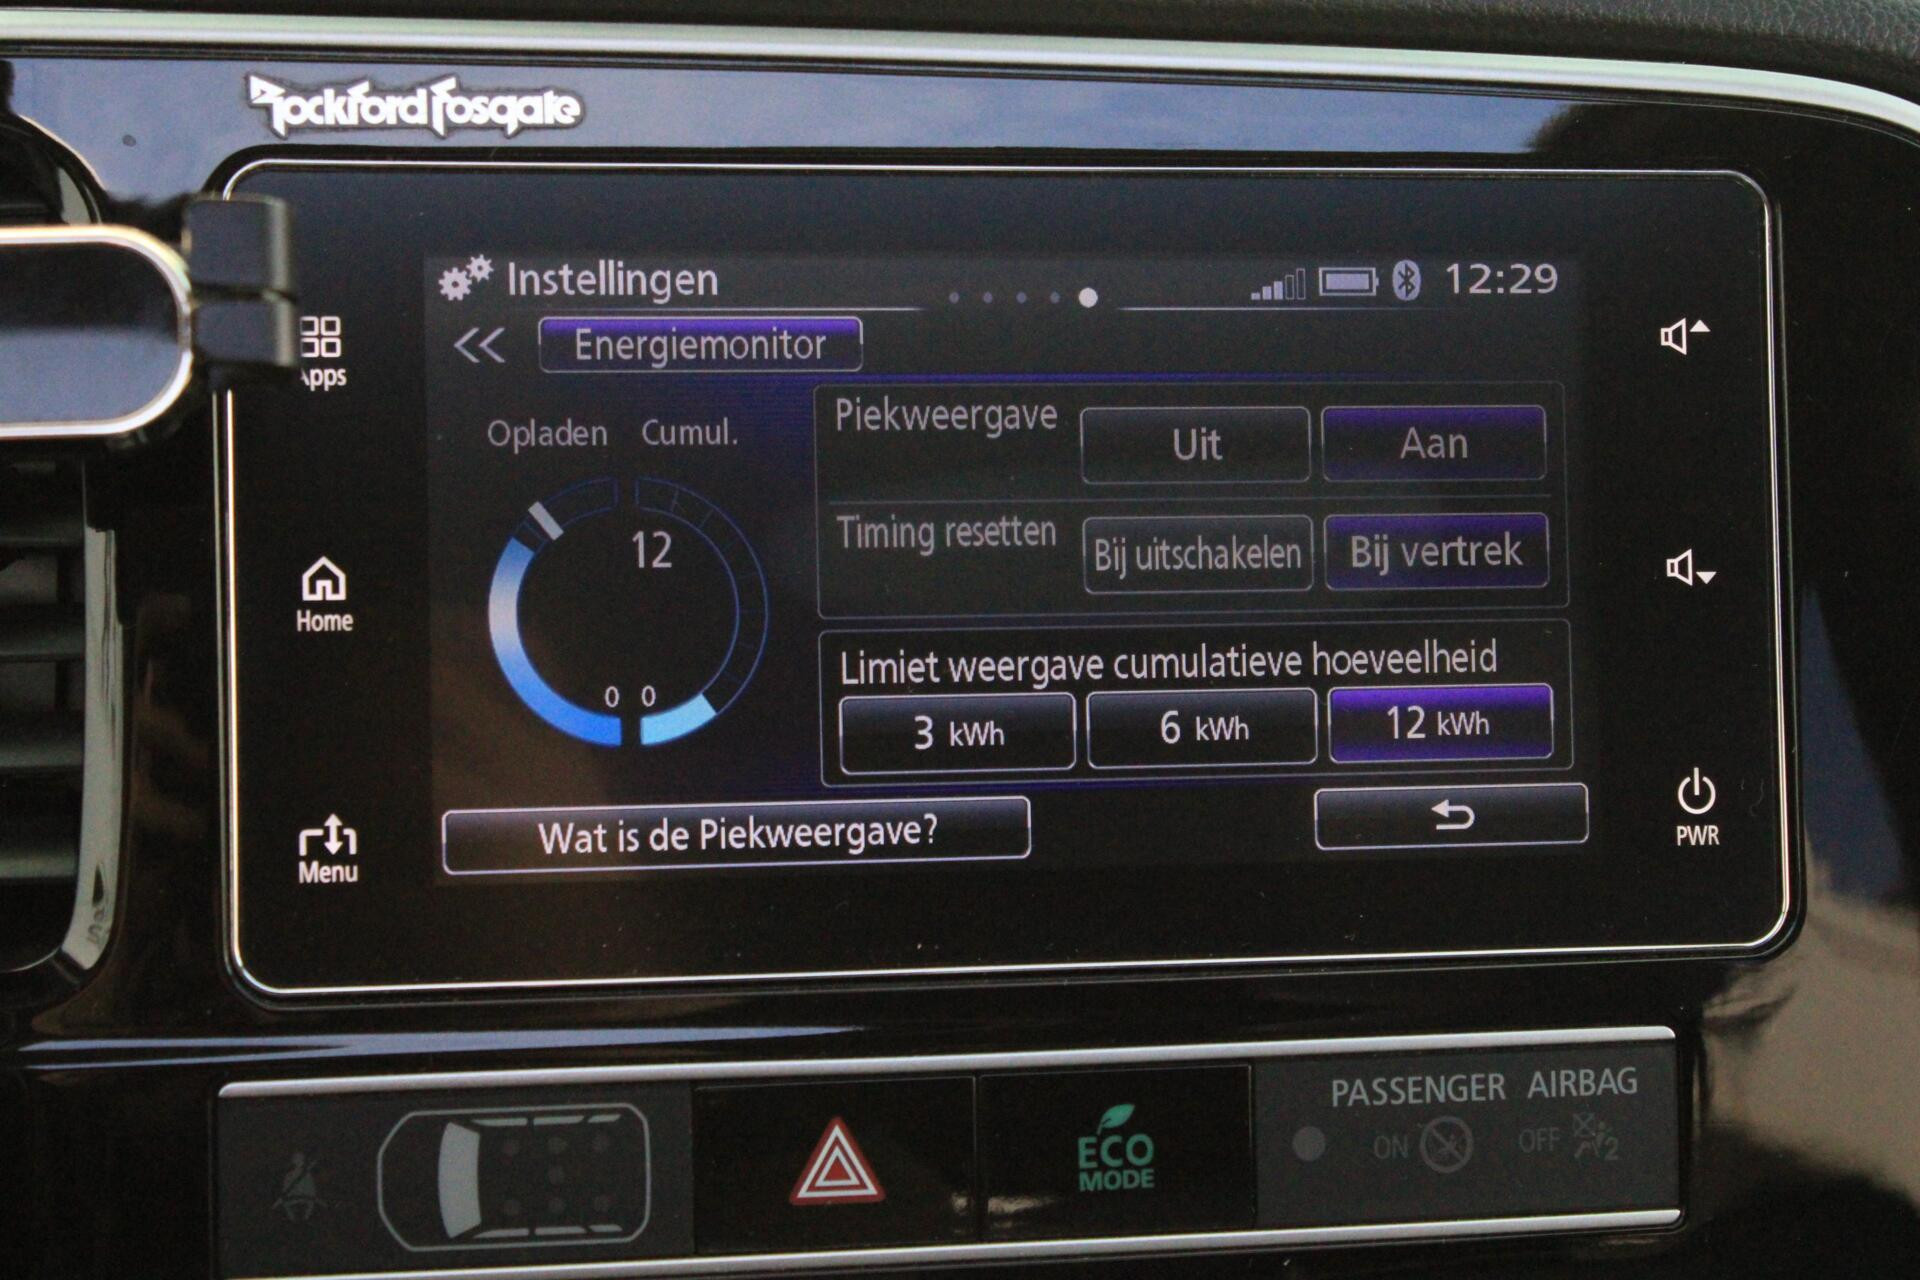 Rockford Fosgate
Instellingen
12:29
Energiemonitor
Apps
Opladen Cumul.
Piekweergave
Uit
Aan
12
Timing resetten
Bij uitschakelen
Bij vertrek
Home
0 0
Limiet weergave cumulatieve hoeveelheid
3 kWh
6 kWh
12 kWh
Menu
Wat is de Piekweergave?
PWR
PASSENGER AIRBAG
ECO
MODE
ON
OFF
2